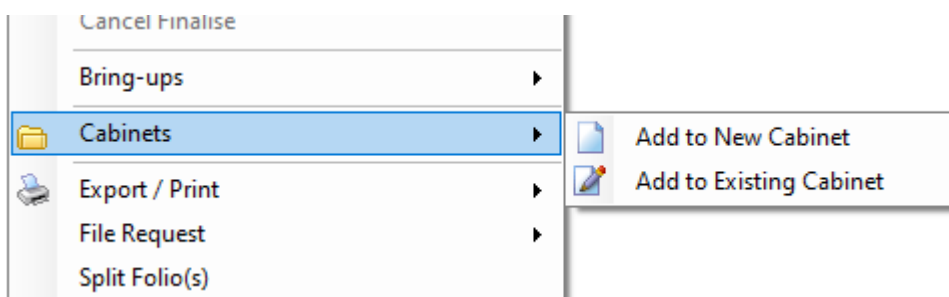 Cancel Finalise
Bring-ups
Cabinets
Add to New Cabinet
Add to Existing Cabinet
Export / Print
File Request
Split Folio(s)